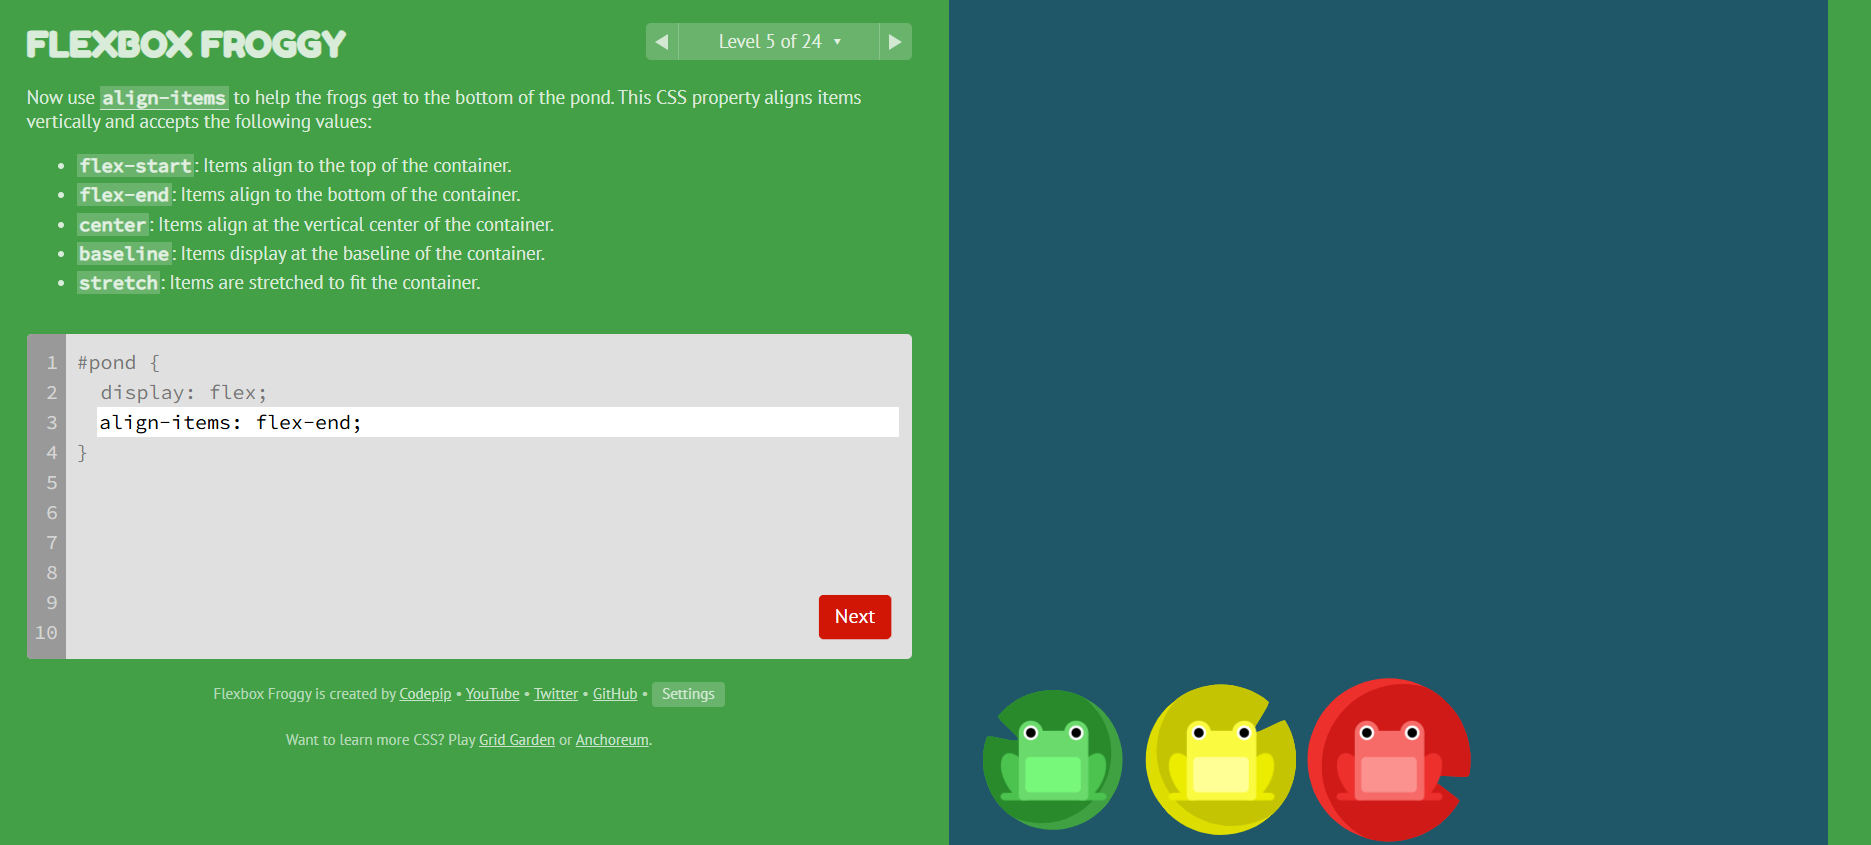 FLEXBOX FROGGY
◀ Level 5 of 24 ▼ ▶
Now use align-items to help the frogs get to the bottom of the pond. This CSS property aligns items
vertically and accepts the following values:
• flex-start: Items align to the top of the container.
• flex-end: Items align to the bottom of the container.
• center: Items align at the vertical center of the container.
• baseline: Items display at the baseline of the container.
• stretch: Items are stretched to fit the container.
1 #pond {
2   display: flex;
3   align-items: flex-end;
4 }
5
6
7
8
9
10
Next
Flexbox Froggy is created by Codepip • YouTube • Twitter • GitHub • Settings
Want to learn more CSS? Play Grid Garden or Anchoreum.